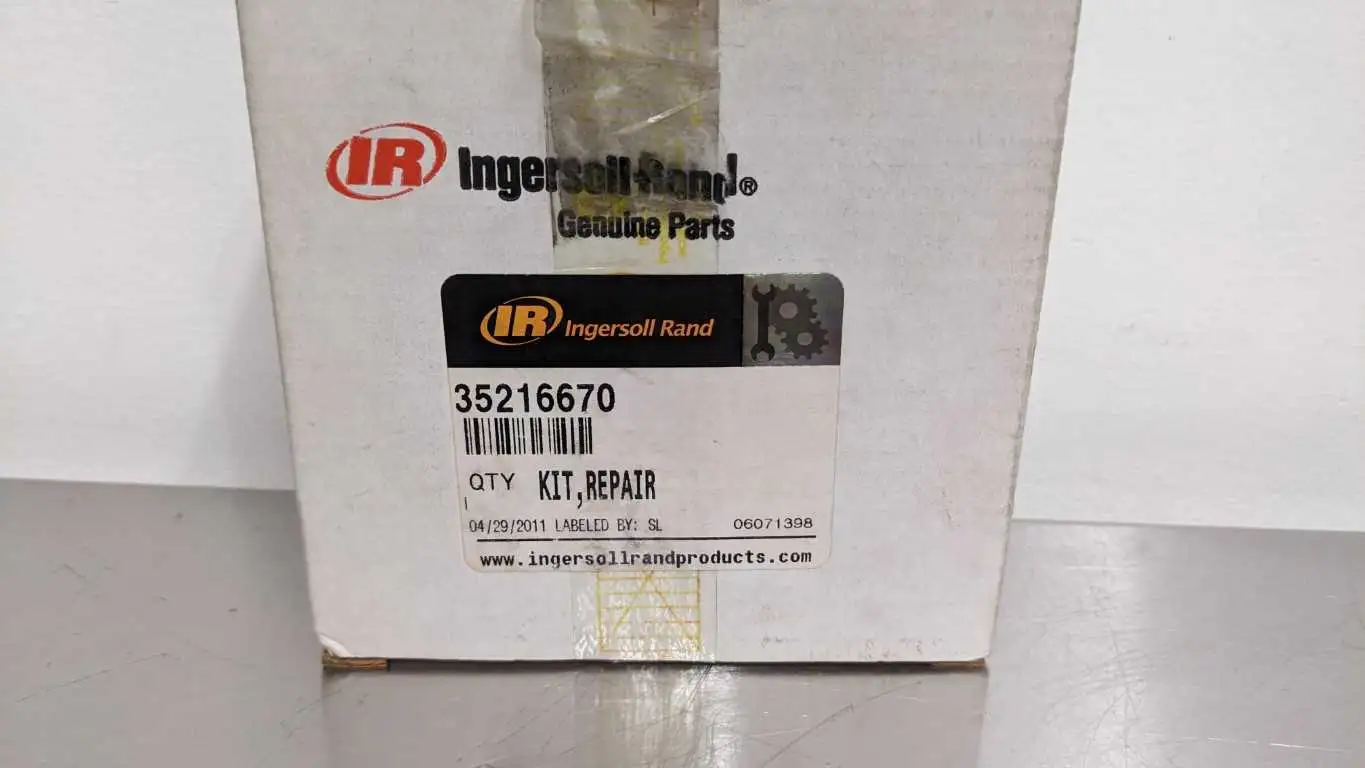 IR Ingersoll-Rand®
Genuine Parts
IR Ingersoll Rand
35216670
QTY KIT,REPAIR
1
04/29/2011 LABELED BY: SL 06071398
www.ingersollrandproducts.com